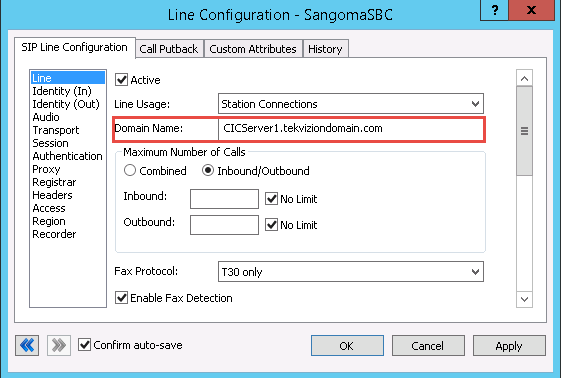 Line Configuration - SangomaSBC
?
SIP Line Configuration Call Putback Custom Attributes History
Line
Identity (In)
Identity (Out)
Audio
Transport
Session
Authentication
Proxy
Registrar
Headers
Access
Region
Recorder
Active
Line Usage: Station Connections
Domain Name: CICServer1.tekviziondomain.com
Maximum Number of Calls
Combined Inbound/Outbound
Inbound: No Limit
Outbound: No Limit
Fax Protocol: T30 only
Enable Fax Detection
Confirm auto-save OK Cancel Apply